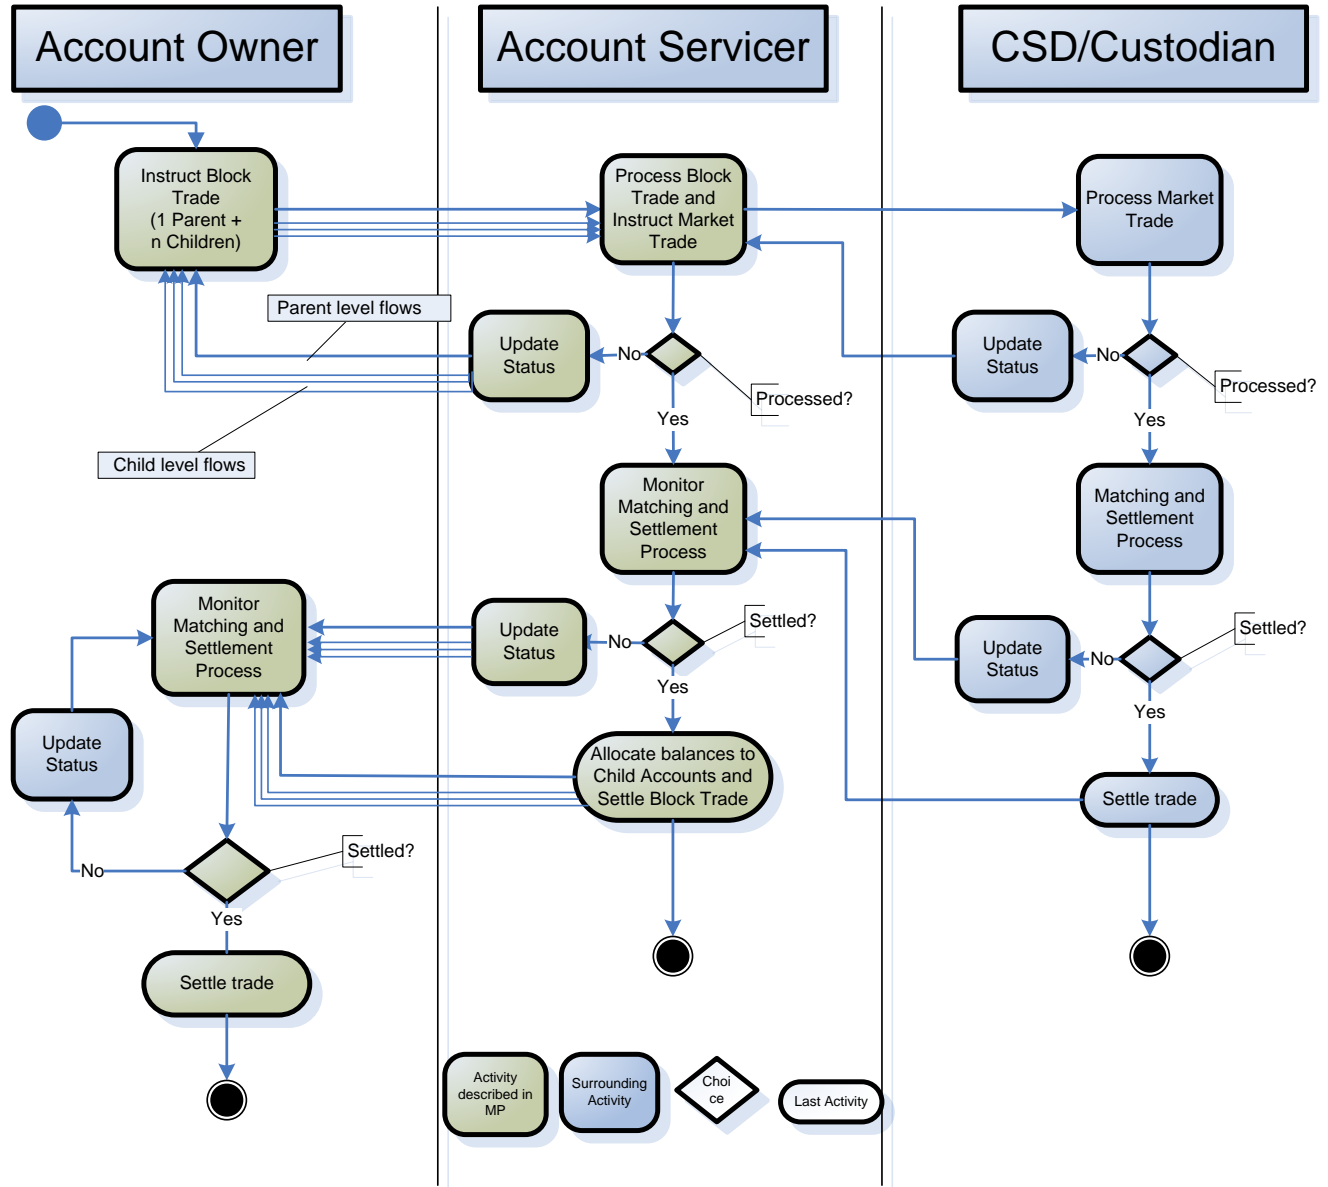 Account Owner
Account Servicer
CSD/Custodian
Instruct Block
Trade
(1 Parent +
n Children)
Process Block
Trade and
Instruct Market
Trade
Process Market
Trade
Parent level flows
Update
Status
No
Processed?
Yes
Update
Status
No
Processed?
Yes
Child level flows
Monitor
Matching and
Settlement
Process
Matching and
Settlement
Process
Monitor
Matching and
Settlement
Process
Update
Status
No
Settled?
Yes
Update
Status
No
Settled?
Yes
Update
Status
Allocate balances to
Child Accounts and
Settle Block Trade
Settle trade
No
Settled?
Yes
Settle trade
Activity
described in
MP
Surrounding
Activity
Choi
ce
Last Activity